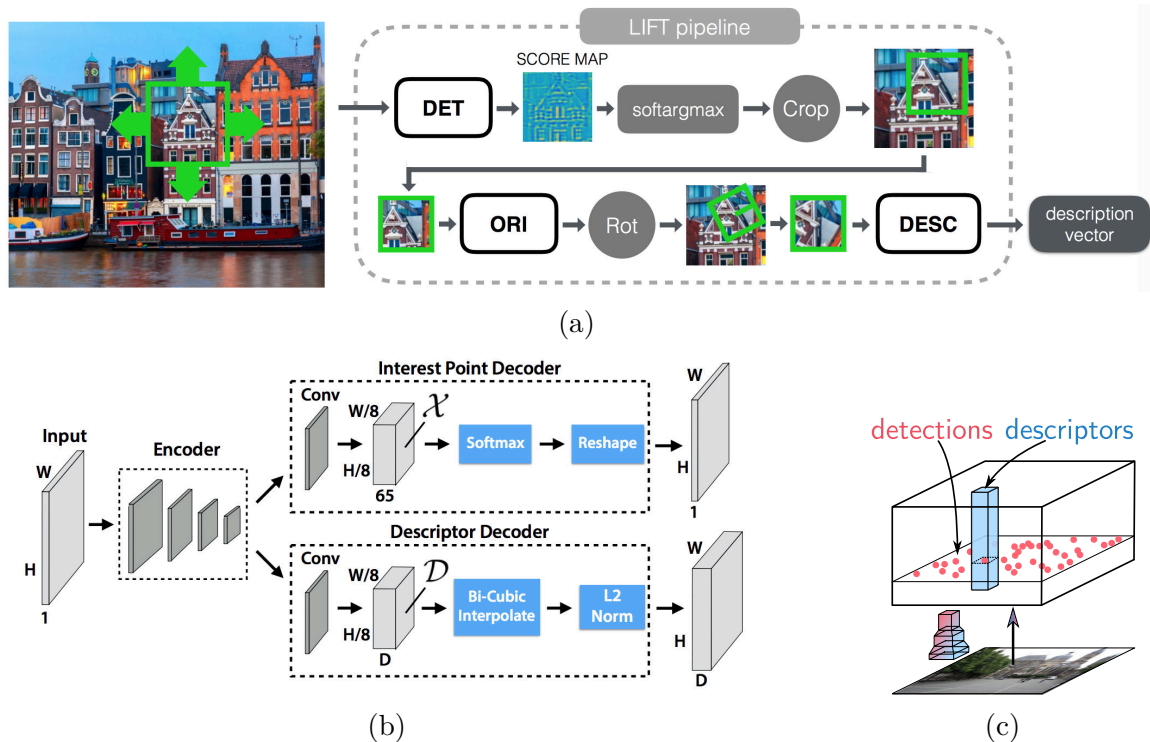 LIFT pipeline
SCORE MAP
DET
softargmax
Crop
ORI
Rot
DESC
description
vector
(a)
Interest Point Decoder
Conv
W/8
𝒳
Softmax
Reshape
H/8
65
W
H
1
Input
W
H
1
Encoder
Descriptor Decoder
Conv
W/8
𝒟
Bi-Cubic
Interpolate
L2
Norm
H/8
D
W
H
D
(b)
detections
descriptors
(c)